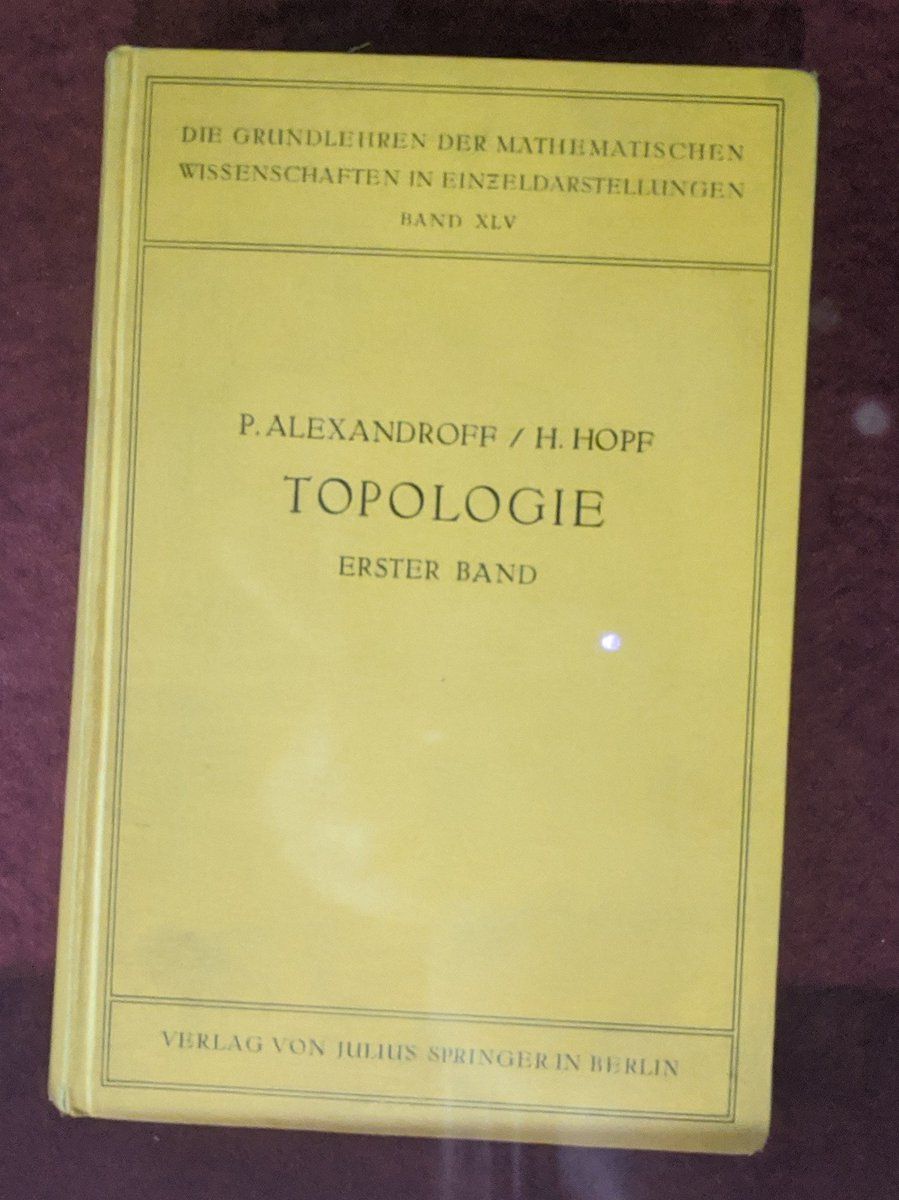 DIE GRUNDLEHREN DER MATHEMATISCHEN
WISSENSCHAFTEN IN EINZELDARSTELLUNGEN
BAND XLV
P. ALEXANDROFF / H. HOPF
TOPOLOGIE
ERSTER BAND
VERLAG VON JULIUS SPRINGER IN BERLIN